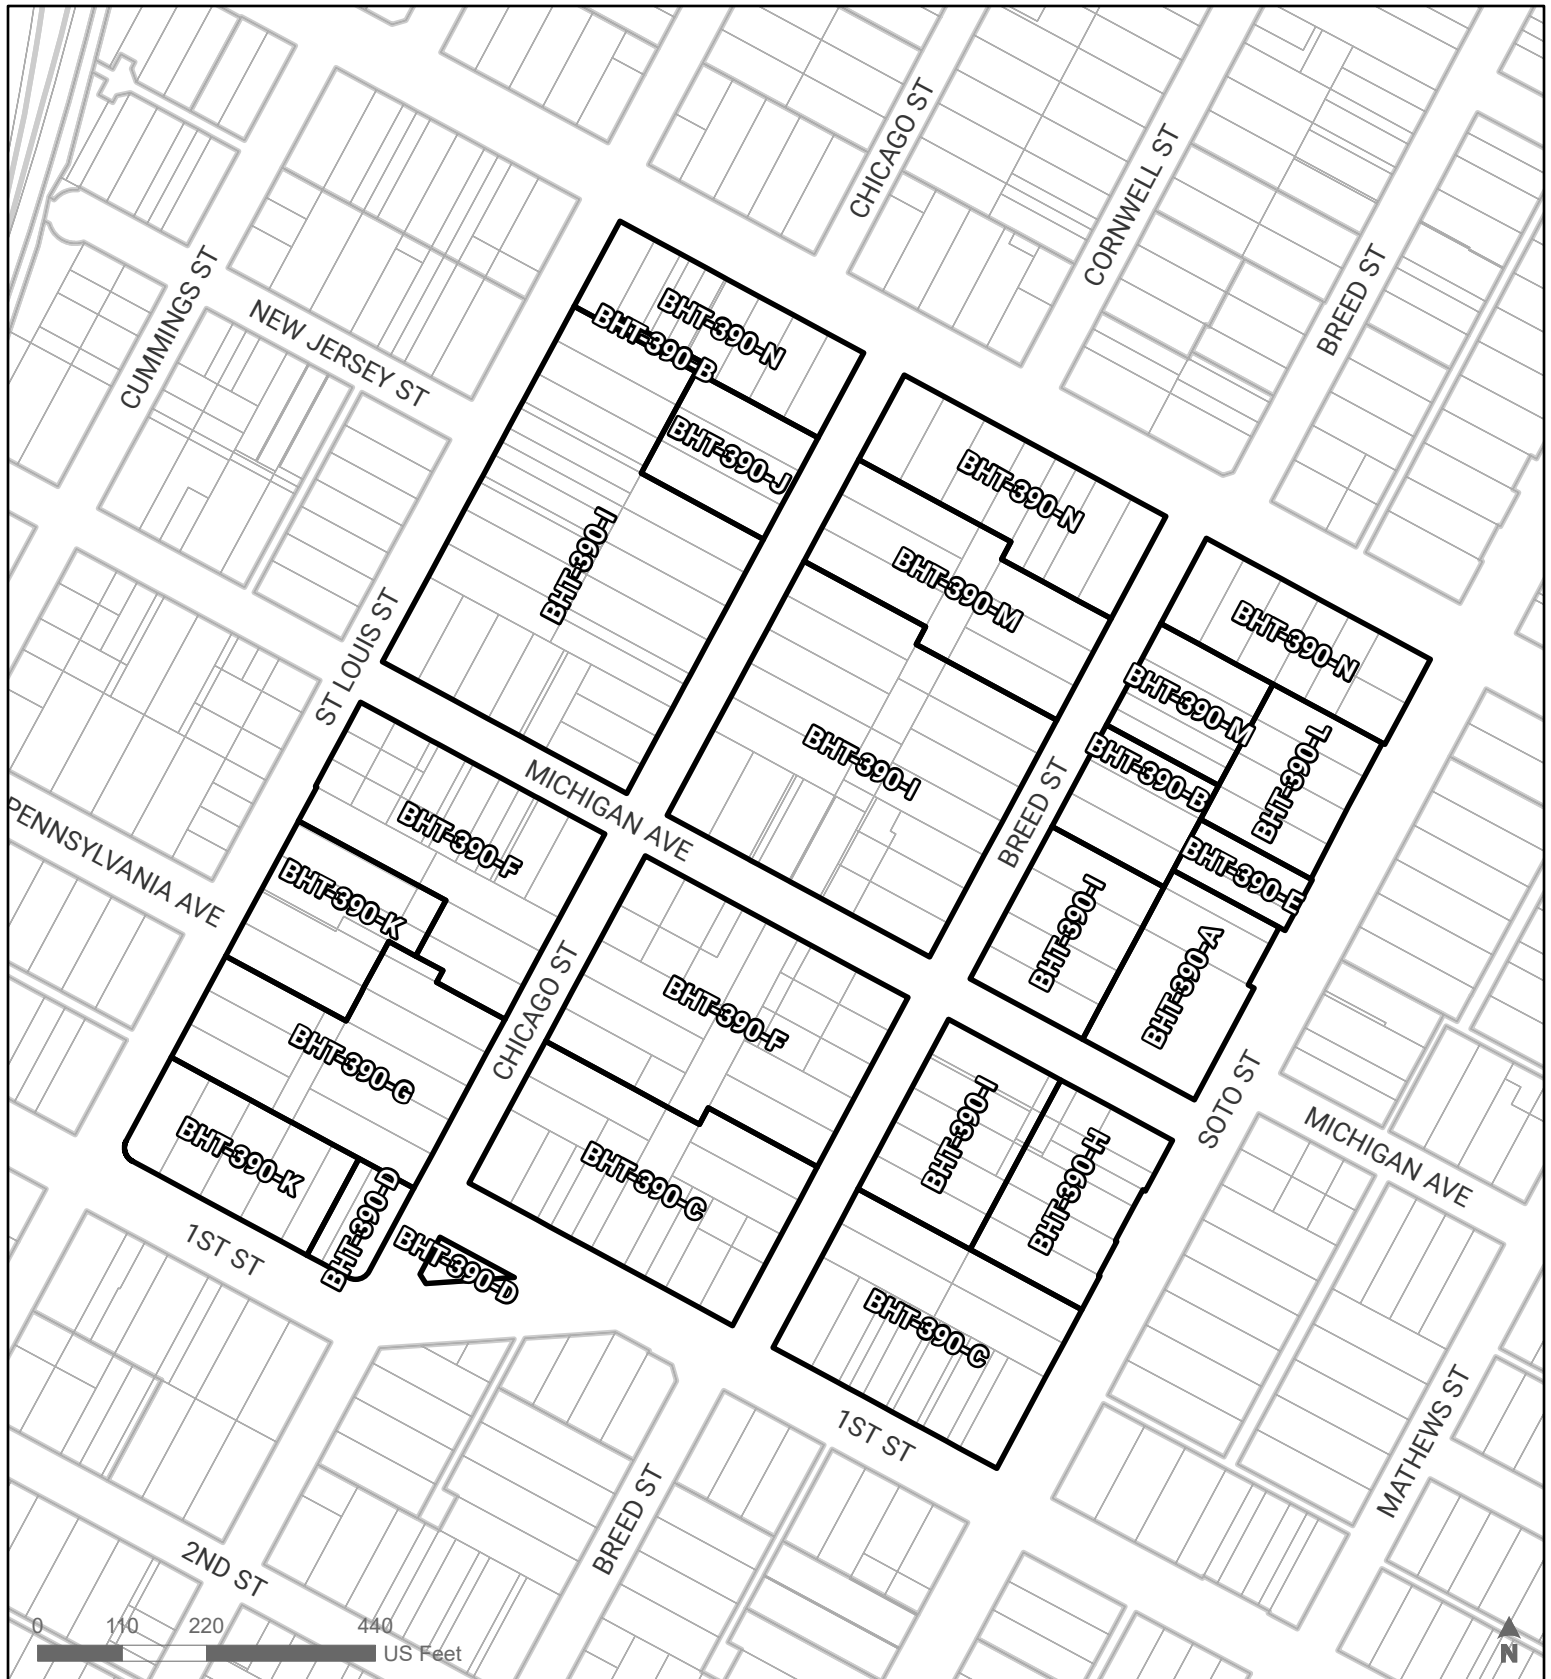 CHICAGO ST
CORNWELL ST
BREED ST
CUMMINGS ST
NEW JERSEY ST
BHT-390-N
BHT-390-B
BHT-390-J
BHT-390-I
BHT-390-N
BHT-390-M
BHT-390-I
BHT-390-N
BHT-390-M
BHT-390-L
BHT-390-B
BHT-390-E
BHT-390-I
BHT-390-A
ST LOUIS ST
MICHIGAN AVE
BREED ST
PENNSYLVANIA AVE
BHT-390-F
BHT-390-K
BHT-390-G
BHT-390-K
BHT-390-D
BHT-390-D
CHICAGO ST
BHT-390-F
BHT-390-C
BHT-390-I
BHT-390-H
BHT-390-C
SOTO ST
MICHIGAN AVE
1ST ST
1ST ST
MATHEWS ST
BREED ST
2ND ST
0 110 220 440
US Feet
N